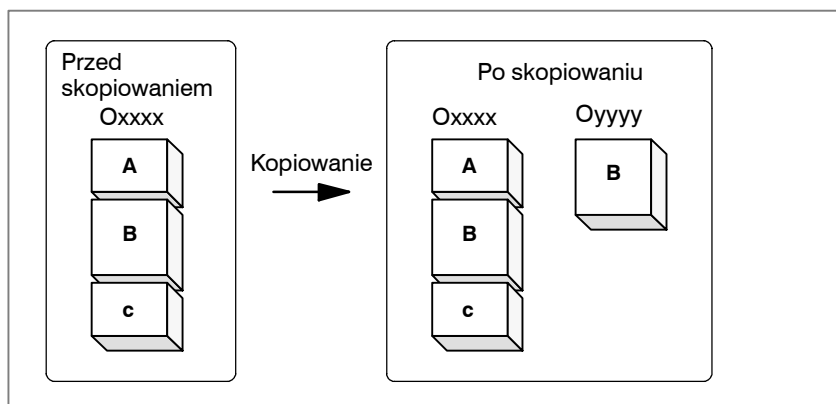 Przed
skopiowaniem
Oxxxx
A
B
c
Kopiowanie
Po skopiowaniu
Oxxxx
A
B
c
Oyyyy
B